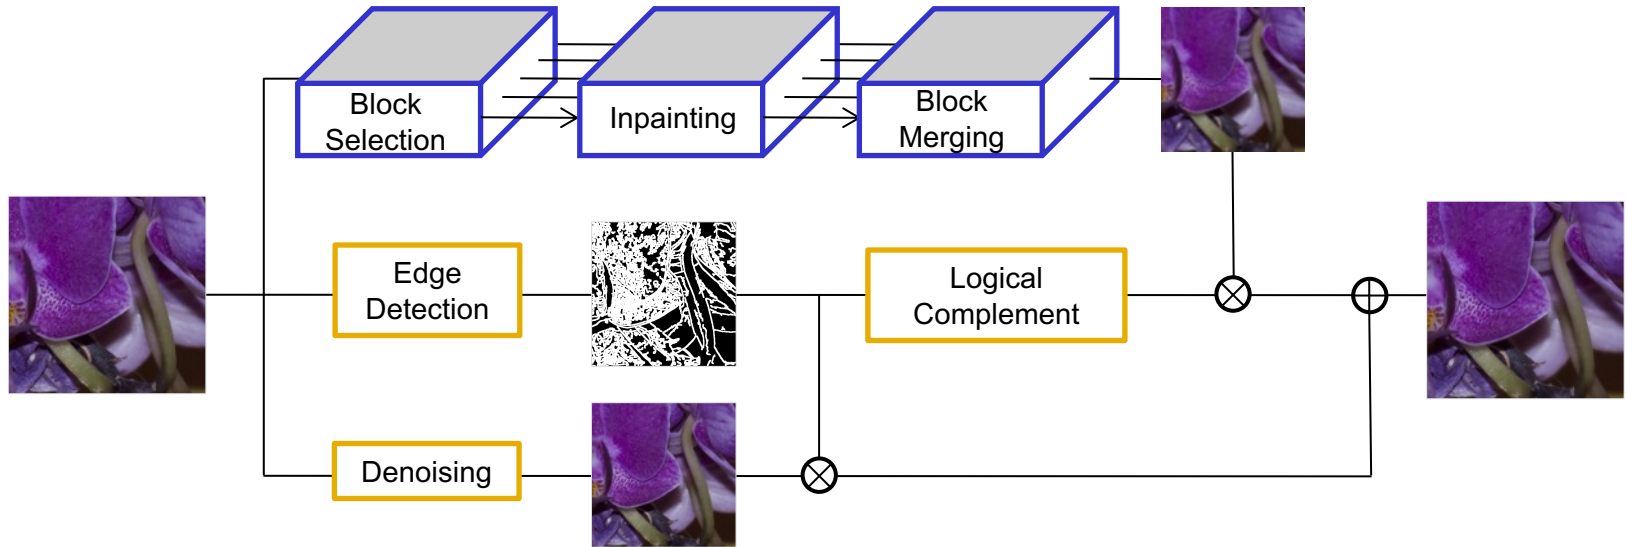 Block
Selection
Inpainting
Block
Merging
Edge
Detection
Logical
Complement
Denoising